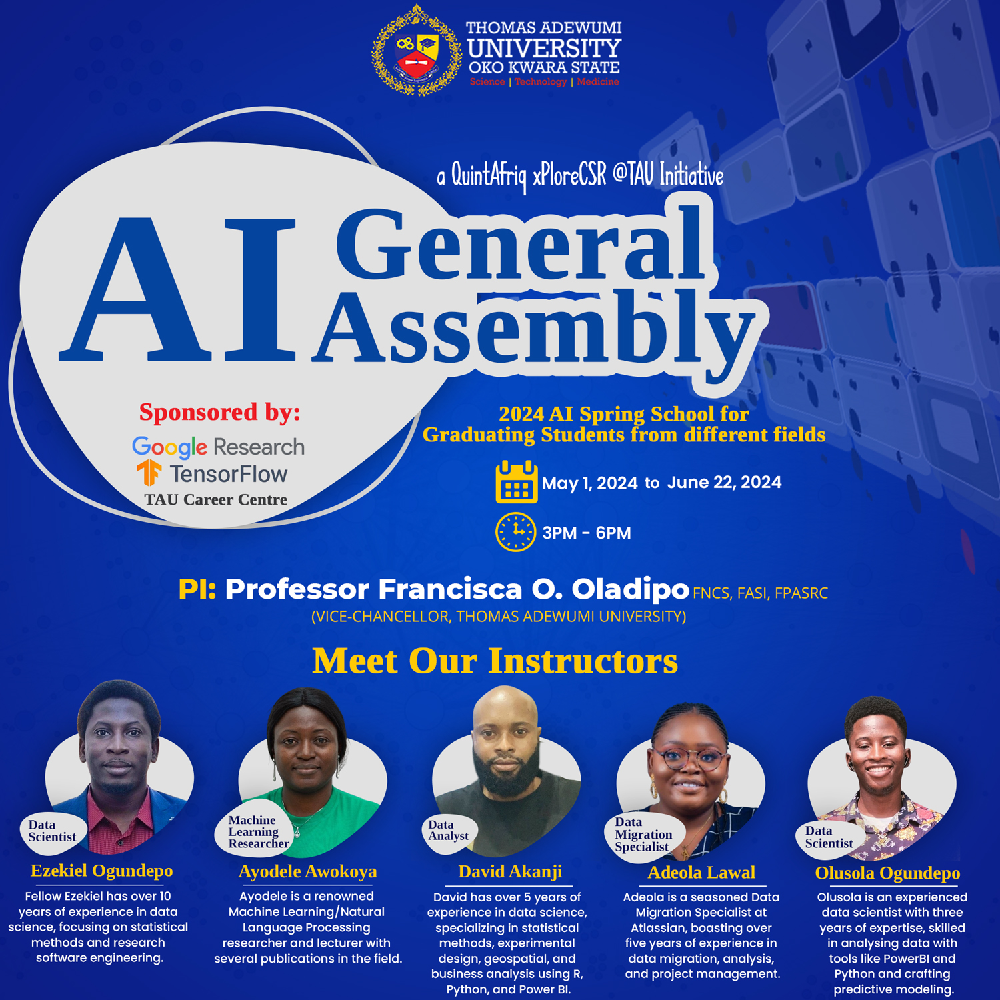 THOMAS ADEWUMI
UNIVERSITY
OKO KWARA STATE
Science | Technology | Medicine
a QuintAfriq xPloreCSR @TAU Initiative
AI General
Assembly
Sponsored by:
Google Research
TensorFlow
TAU Career Centre
2024 AI Spring School for
Graduating Students from different fields
May 1, 2024 to June 22, 2024
3PM - 6PM
PI: Professor Francisca O. Oladipo FNCS, FASI, FPASRC
(VICE-CHANCELLOR, THOMAS ADEWUMI UNIVERSITY)
Meet Our Instructors
Data
Scientist
Ezekiel Ogundepo
Fellow Ezekiel has over 10
years of experience in data
science, focusing on statistical
methods and research
software engineering.
Machine
Learning
Researcher
Ayodele Awokoya
Ayodele is a renowned
Machine Learning/Natural
Language Processing
researcher and lecturer with
several publications in the field.
Data
Analyst
David Akanji
David has over 5 years of
experience in data science,
specializing in statistical
methods, experimental
design, geospatial, and
business analysis using R,
Python, and Power BI.
Data
Migration
Specialist
Adeola Lawal
Adeola is a seasoned Data
Migration Specialist at
Atlassian, boasting over
five years of experience in
data migration, analysis,
and project management.
Data
Scientist
Olusola Ogundepo
Olusola is an experienced
data scientist with three
years of expertise, skilled
in analysing data with
tools like PowerBI and
Python and crafting
predictive modeling.